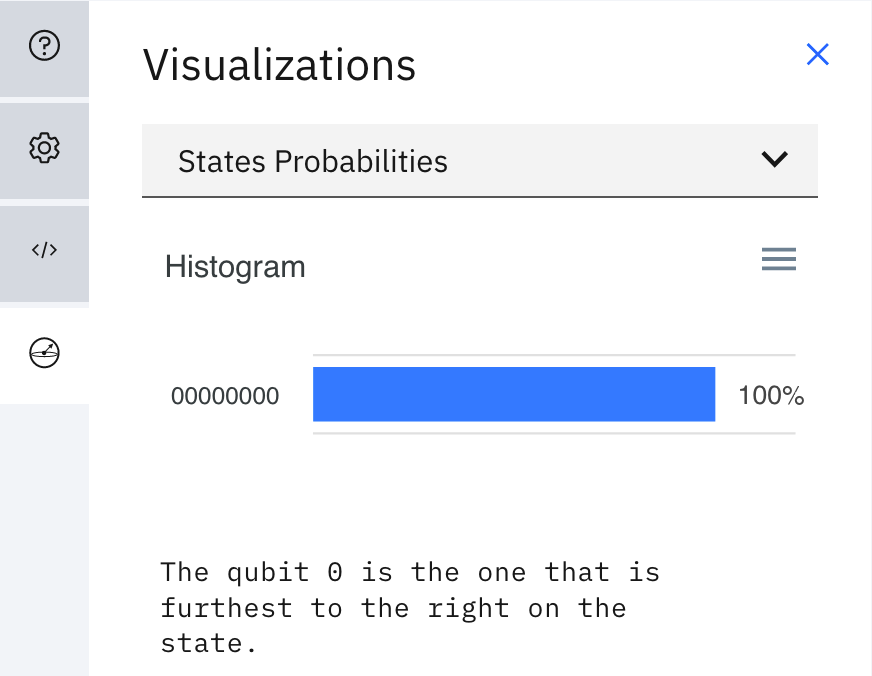 Visualizations
States Probabilities
Histogram
00000000 100%
The qubit 0 is the one that is
furthest to the right on the
state.